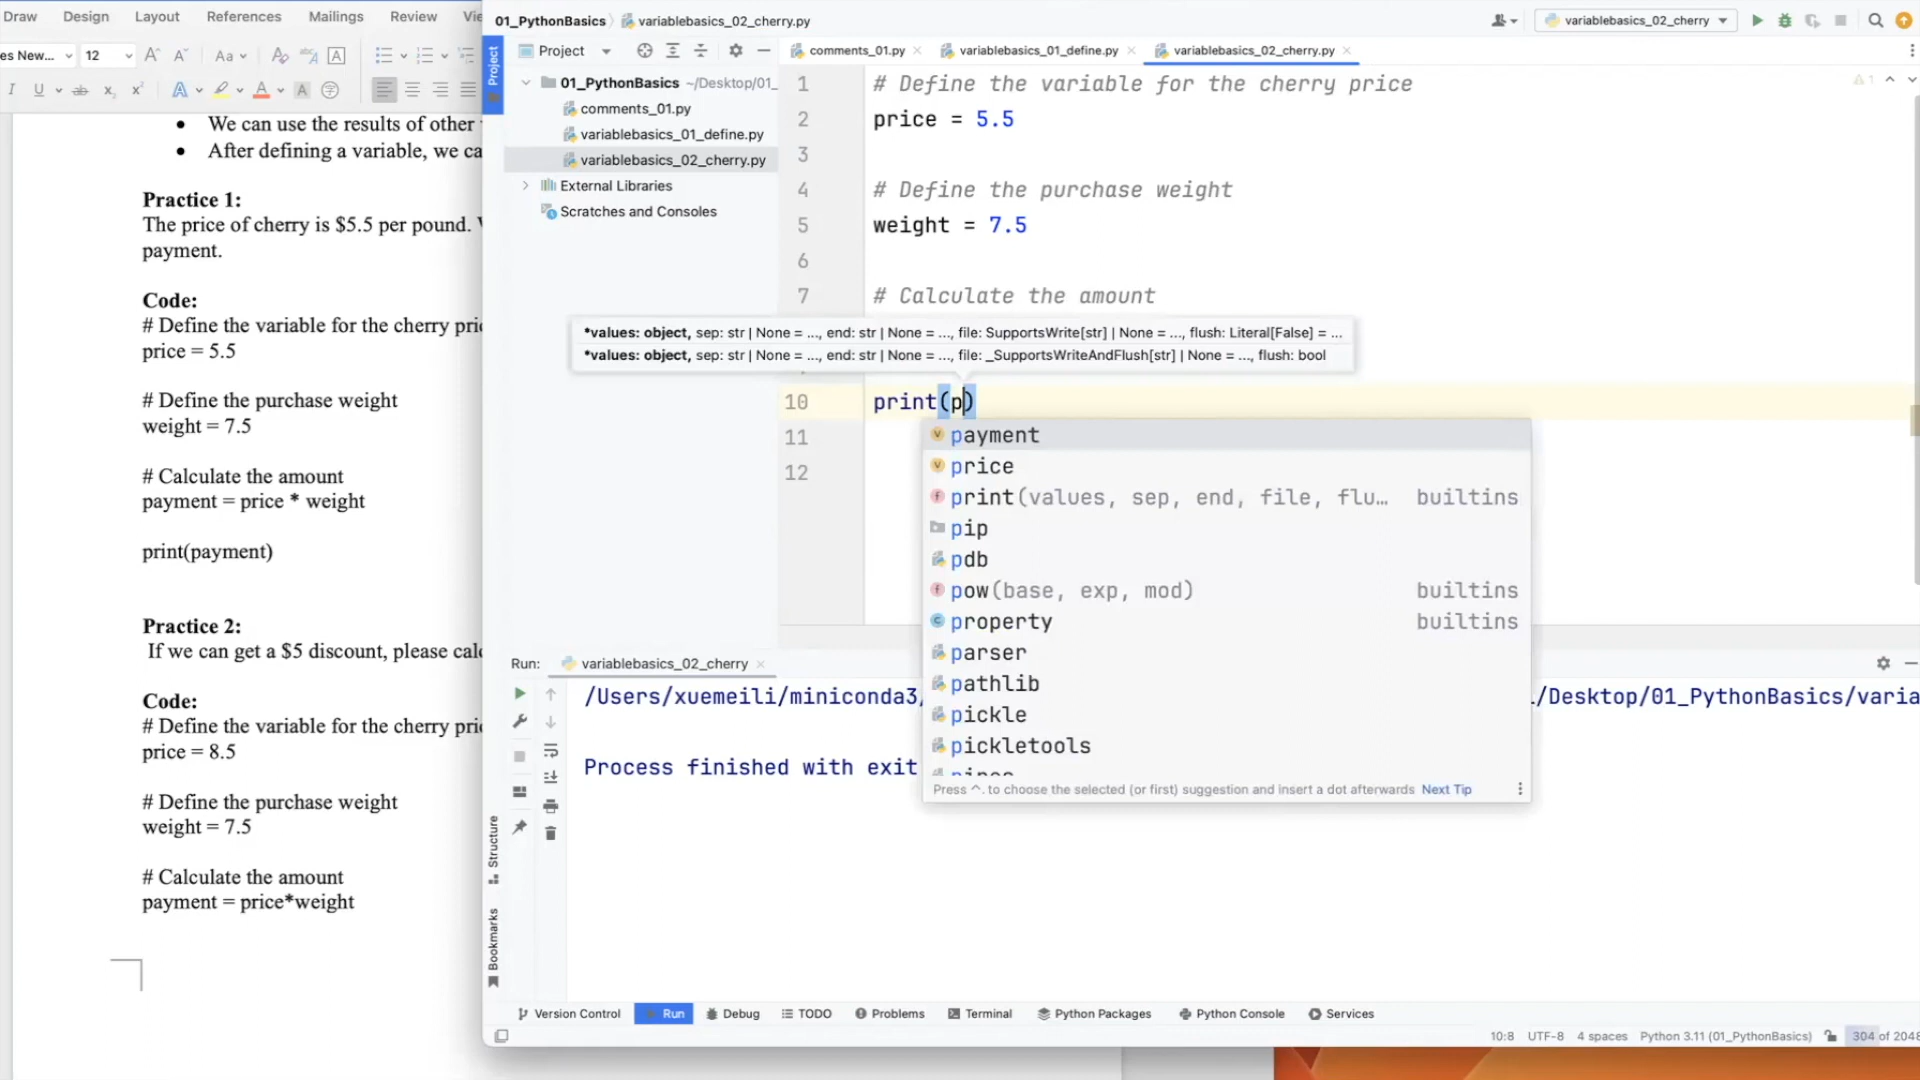 Draw Design Layout References Mailings Review
es New... 12 Aa
• We can use the results of other
• After defining a variable, we ca
Practice 1:
The price of cherry is $5.5 per pound.
payment.
Code:
# Define the variable for the cherry pric
price = 5.5
# Define the purchase weight
weight = 7.5
# Calculate the amount
payment = price * weight
print(payment)
Practice 2:
If we can get a $5 discount, please calc
Code:
# Define the variable for the cherry pric
price = 8.5
# Define the purchase weight
weight = 7.5
# Calculate the amount
payment = price*weight
01_PythonBasics variablebasics_02_cherry.py
variablebasics_02_cherry
Project
Project
comments_01.py variablebasics_01_define.py variablebasics_02_cherry.py
01_PythonBasics ~/Desktop/01_
comments_01.py
variablebasics_01_define.py
variablebasics_02_cherry.py
External Libraries
Scratches and Consoles
1 # Define the variable for the cherry price
2 price = 5.5
3
4 # Define the purchase weight
5 weight = 7.5
6
7 # Calculate the amount
*values: object, sep: str | None = ..., end: str | None = ..., file: SupportsWrite[str] | None = ..., flush: Literal[False] = ...
*values: object, sep: str | None = ..., end: str | None = ..., file: _SupportsWriteAndFlush[str] | None = ..., flush: bool
10 print(p)
11
12
payment
price
print(values, sep, end, file, flu... builtins
pip
pdb
pow(base, exp, mod) builtins
property builtins
parser
pathlib
pickle
pickletools
Press ^. to choose the selected (or first) suggestion and insert a dot afterwards Next Tip
Run: variablebasics_02_cherry
/Users/xuemeili/miniconda3/ /Desktop/01_PythonBasics/varia
Process finished with exit
Structure
Bookmarks
Version Control Run Debug TODO Problems Terminal Python Packages Python Console Services
10:8 UTF-8 4 spaces Python 3.11 (01_PythonBasics) 304 of 2048